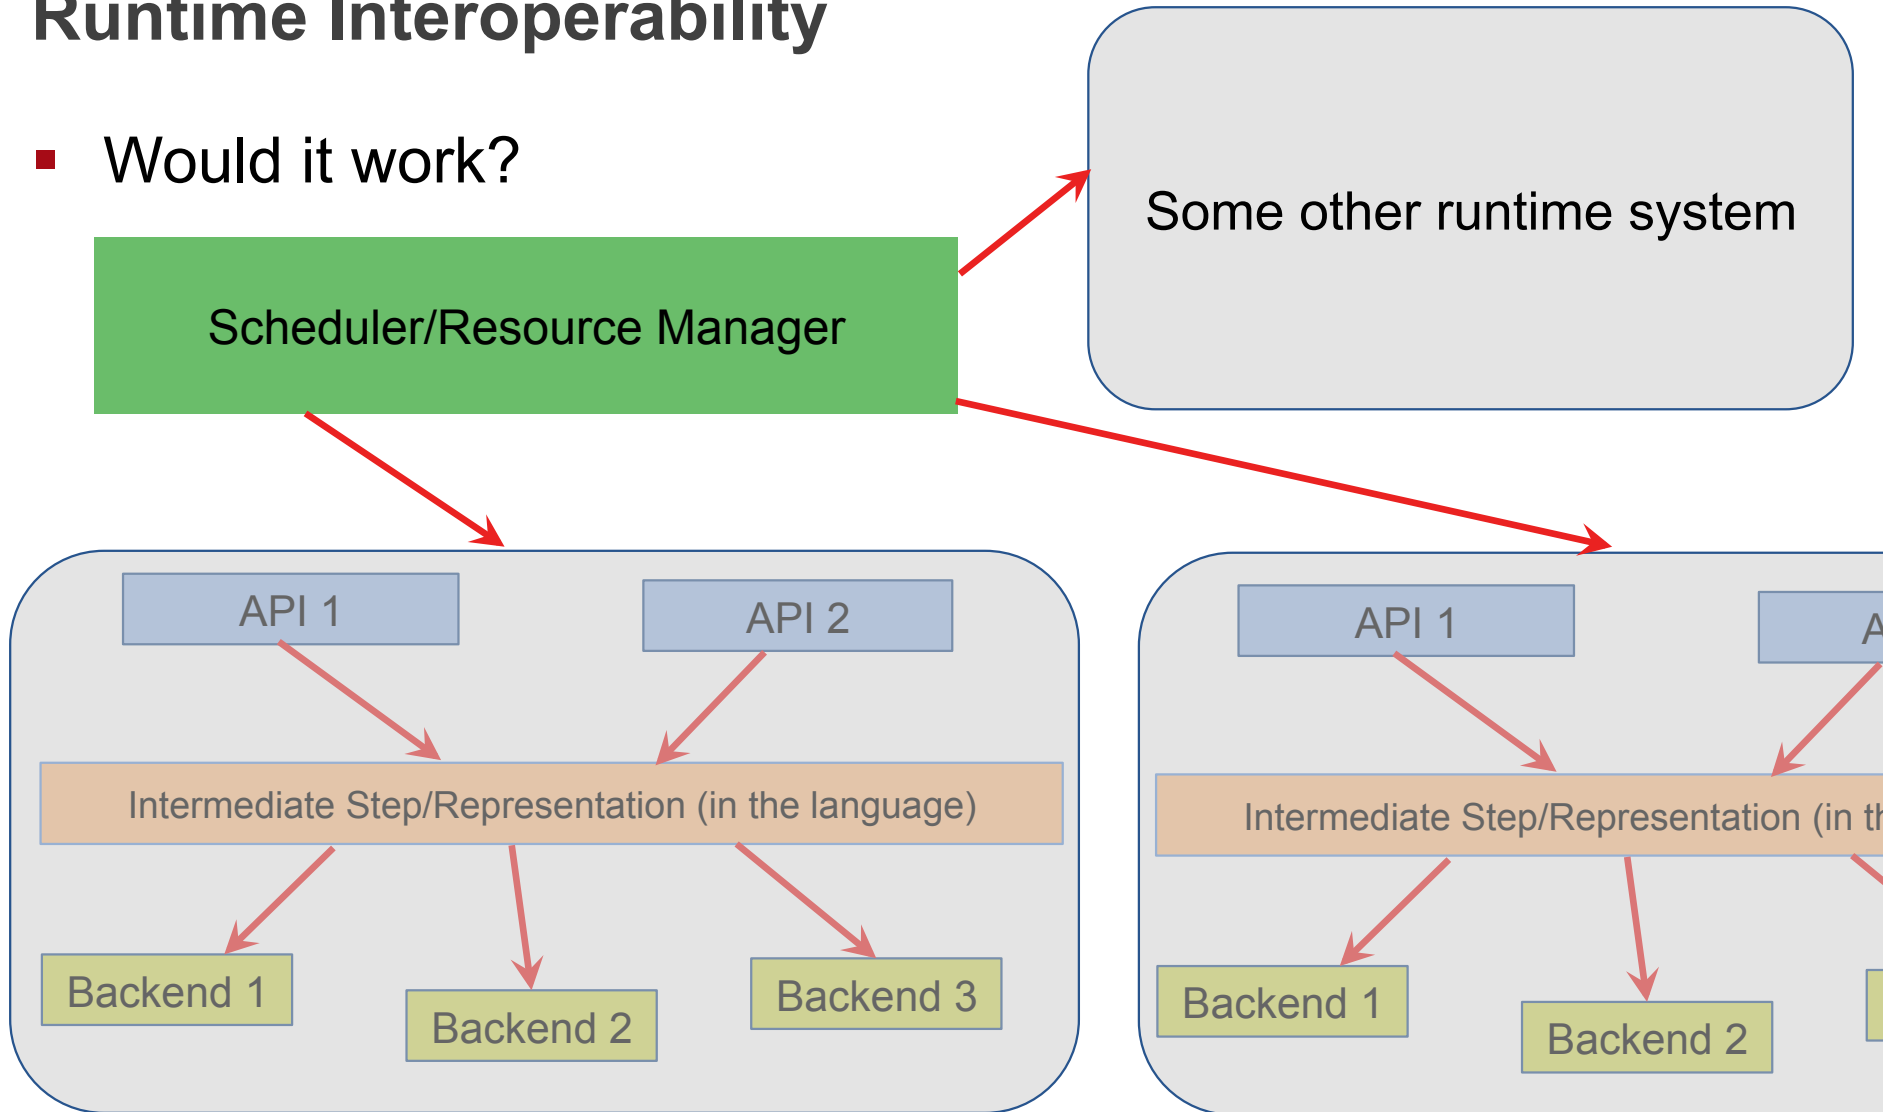 Runtime Interoperability
Would it work?
Some other runtime system
Scheduler/Resource Manager
API 1
API 2
API 1
A
Intermediate Step/Representation (in the language)
Intermediate Step/Representation (in th
Backend 1
Backend 2
Backend 3
Backend 1
Backend 2